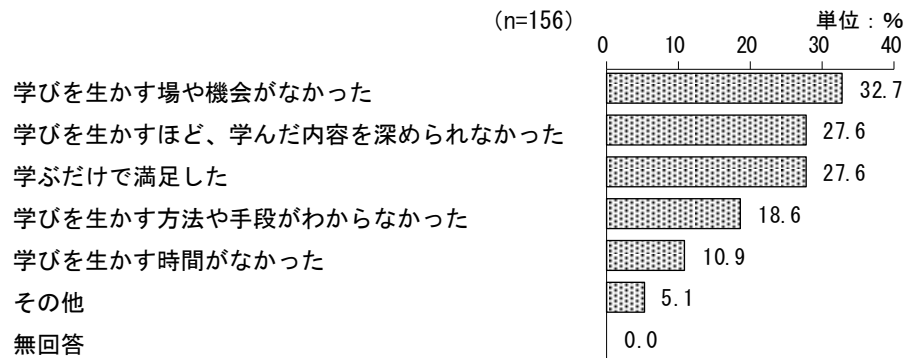 (n=156) 単位：%
0 10 20 30 40
学びを生かす場や機会がなかった 32.7
学びを生かすほど、学んだ内容を深められなかった 27.6
学ぶだけで満足した 27.6
学びを生かす方法や手段がわからなかった 18.6
学びを生かす時間がなかった 10.9
その他 5.1
無回答 0.0